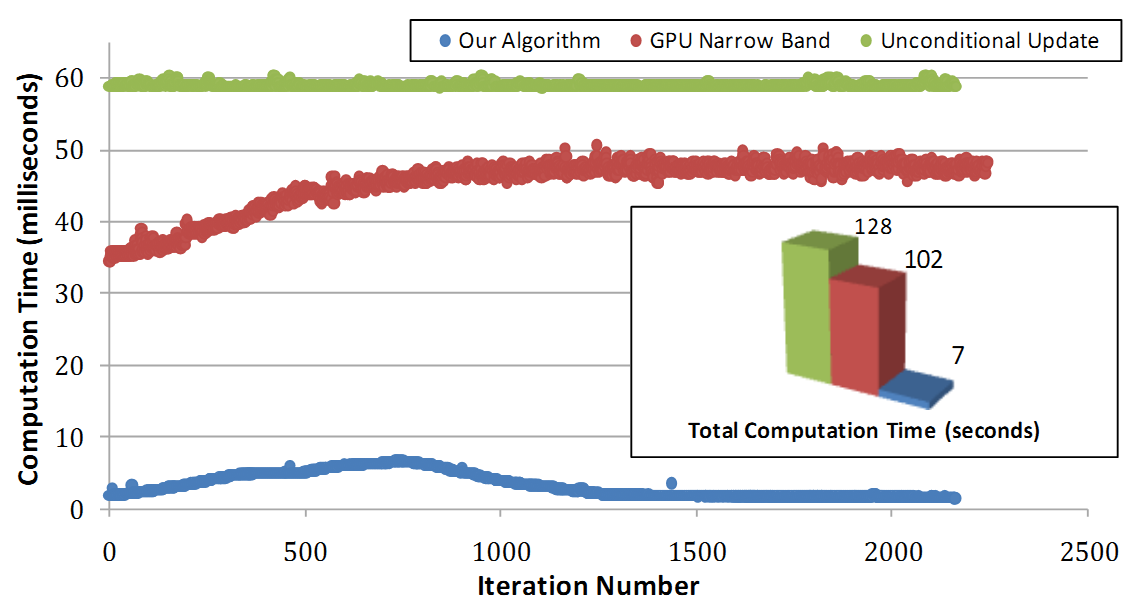 Our Algorithm GPU Narrow Band Unconditional Update
Computation Time (milliseconds)
60
50
40
30
20
10
0
128
102
7
Total Computation Time (seconds)
0 500 1000 1500 2000 2500
Iteration Number